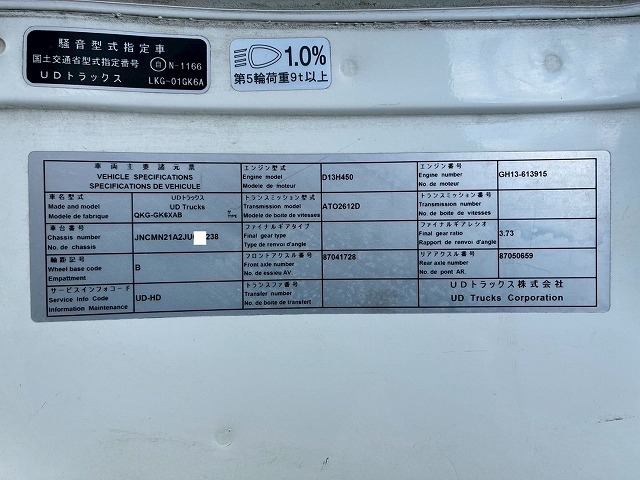 騒音型式指定車
国土交通省型式指定番号 自 N-1166
UDトラックス LKG-01GK6A
1.0%
第5輪荷重9t以上
車両主要諸元票
VEHICLE SPECIFICATIONS
SPECIFICATIONS DE VEHICULE
エンジン型式
Engine model
Modele de moteur
D13H450
エンジン番号
Engine number
No. de moteur
GH13-613915
車名型式
Made and model
Modele de fabrique
UDトラックス
UD Trucks
QKG-GK6XAB
トランスミッション型式
Transmission model
Modele de boite de vitesses
ATO2612D
トランスミッション番号
Transmission number
No. de boite de vitesses
車台番号
Chassis number
No. de chassis
JNCMN21A2JU 238
ファイナルギアタイプ
Final gear type
Type de renvoi d'angle
ファイナルギアレシオ
Final gear ratio
Rapport de renvoi d'angle
3.73
軸距記号
Wheel base code
Empattment
B
フロントアクスル番号
Front axle number
No. de essieu AV.
87041728
リアアクスル番号
Rear axle number
No. de pont AR.
87050659
サービスインフォコード
Service Info Code
Information Maintenance
UD-HD
トランスファ番号
Transfer number
No. de boite de transfert
UDトラックス株式会社
UD Trucks Corporation